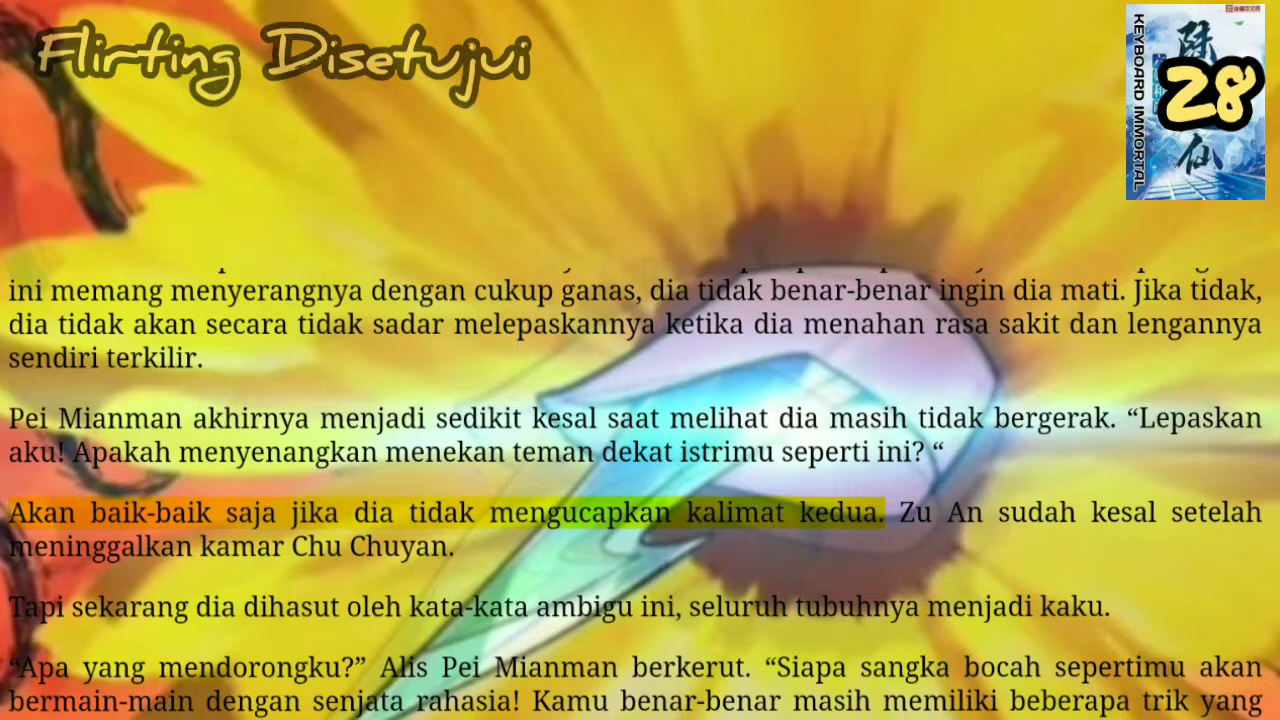 Flirting Disetujui
KEYBOARD IMMORTAL
28
ini memang menyerangnya dengan cukup ganas, dia tidak benar-benar ingin dia mati. Jika tidak,
dia tidak akan secara tidak sadar melepaskannya ketika dia menahan rasa sakit dan lengannya
sendiri terkilir.
Pei Mianman akhirnya menjadi sedikit kesal saat melihat dia masih tidak bergerak. “Lepaskan
aku! Apakah menyenangkan menekan teman dekat istrimu seperti ini? “
Akan baik-baik saja jika dia tidak mengucapkan kalimat kedua. Zu An sudah kesal setelah
meninggalkan kamar Chu Chuyan.
Tapi sekarang dia dihasut oleh kata-kata ambigu ini, seluruh tubuhnya menjadi kaku.
“Apa yang mendorongku?” Alis Pei Mianman berkerut. “Siapa sangka bocah sepertimu akan
bermain-main dengan senjata rahasia! Kamu benar-benar masih memiliki beberapa trik yang